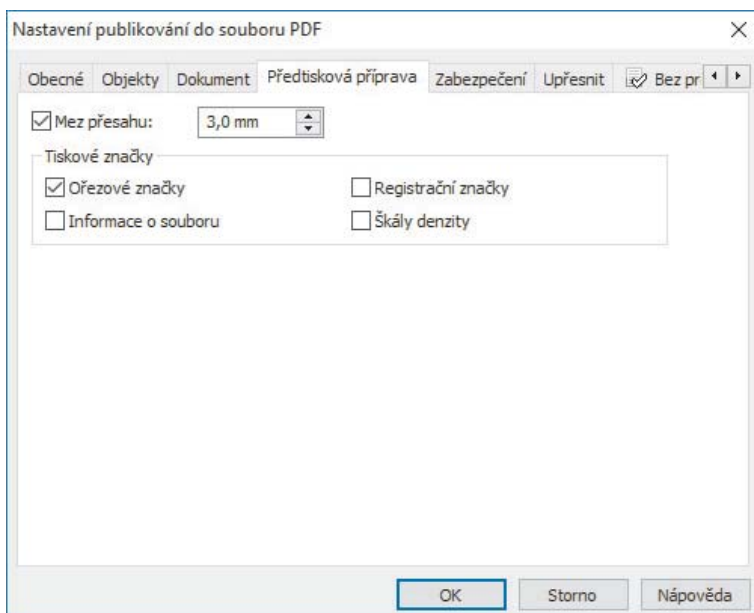 Nastavení publikování do souboru PDF
Obecné Objekty Dokument Předtisková příprava Zabezpečení Upřesnit Bez pr
Mez přesahu: 3,0 mm
Tiskové značky
Ořezové značky Registrační značky
Informace o souboru Škály denzity
OK Storno Nápověda